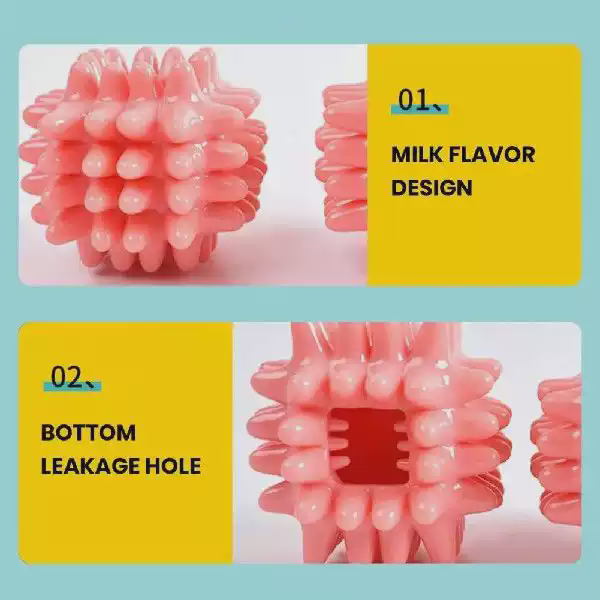 01、
MILK FLAVOR
DESIGN
02、
BOTTOM
LEAKAGE HOLE